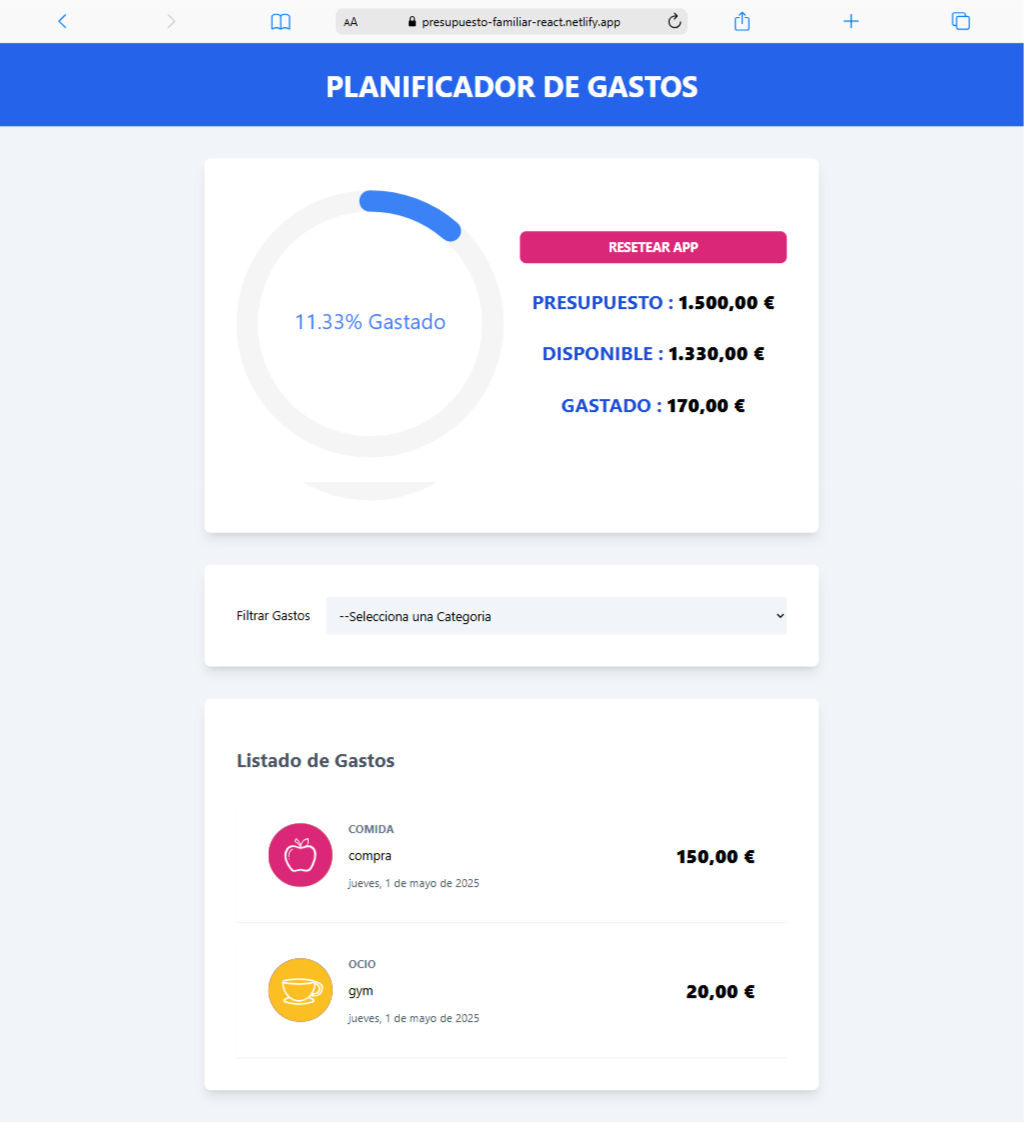 AA presupuesto-familiar-react.netlify.app
PLANIFICADOR DE GASTOS
11.33% Gastado
RESETEAR APP
PRESUPUESTO : 1.500,00 €
DISPONIBLE : 1.330,00 €
GASTADO : 170,00 €
Filtrar Gastos --Selecciona una Categoria
Listado de Gastos
COMIDA
compra 150,00 €
jueves, 1 de mayo de 2025
OCIO
gym 20,00 €
jueves, 1 de mayo de 2025